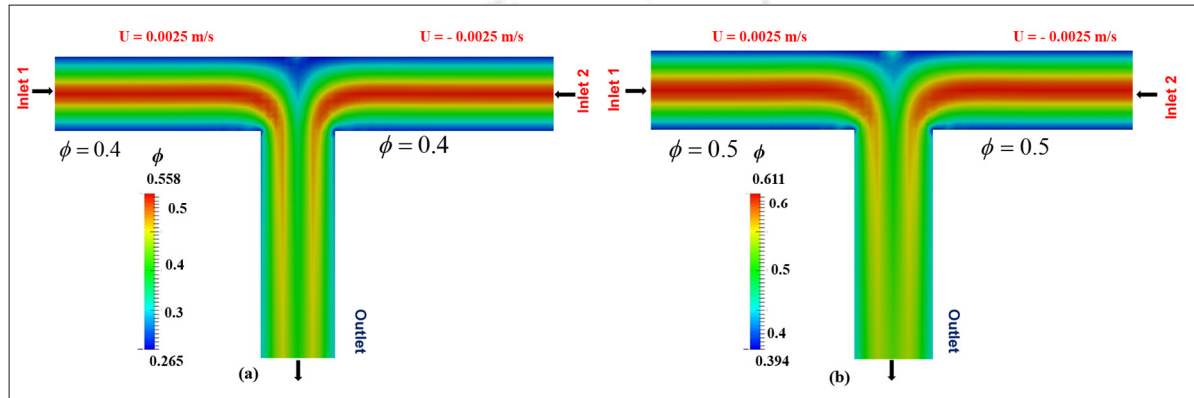 U = 0.0025 m/s
U = - 0.0025 m/s
Inlet 1
Inlet 2
ϕ = 0.4
ϕ = 0.4
ϕ
0.558
0.5
0.4
0.3
0.265
Outlet
(a)
U = 0.0025 m/s
U = - 0.0025 m/s
Inlet 1
Inlet 2
ϕ = 0.5
ϕ
ϕ = 0.5
0.611
0.6
0.5
0.4
0.394
Outlet
(b)